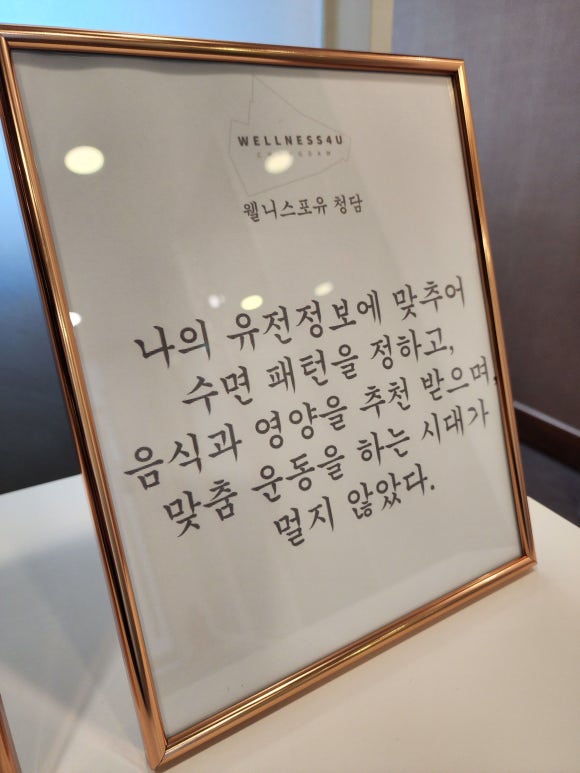 WELLNESS4U
CHEONGDAM
웰니스포유 청담
나의 유전정보에 맞추어
수면 패턴을 정하고,
음식과 영양을 추천 받으며,
맞춤 운동을 하는 시대가
멀지 않았다.